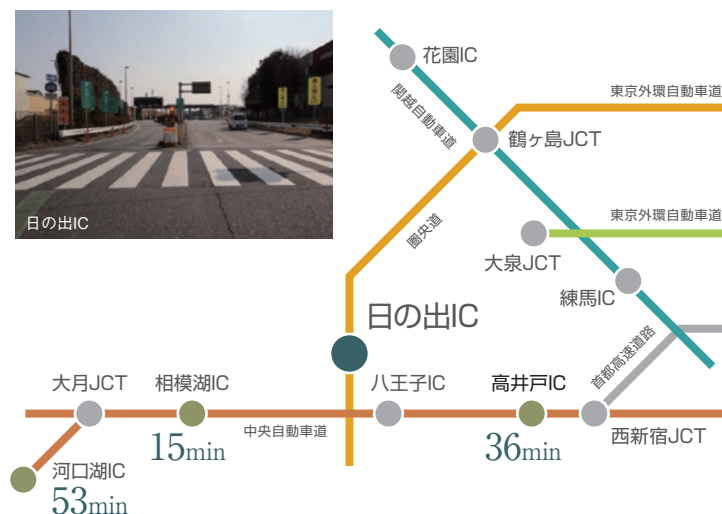 日の出IC
花園IC
関越自動車道
東京外環自動車道
鶴ヶ島JCT
圏央道
東京外環自動車道
大泉JCT
練馬IC
日の出IC
首都高速道路
大月JCT
相模湖IC
八王子IC
高井戸IC
中央自動車道
西新宿JCT
15min
36min
河口湖IC
53min